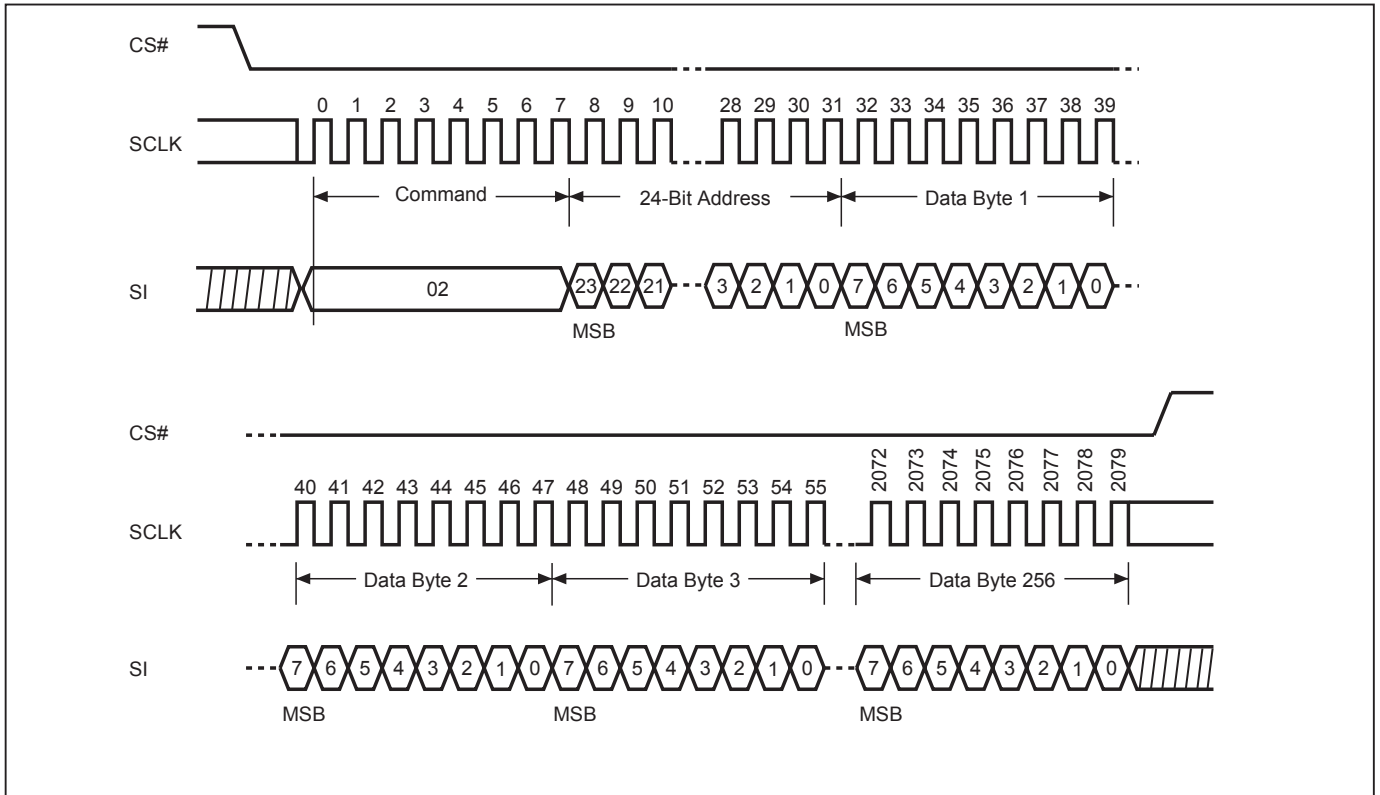 CS#
0 1 2 3 4 5 6 7 8 9 10 28 29 30 31 32 33 34 35 36 37 38 39
SCLK
Command 24-Bit Address Data Byte 1
SI 02 23 22 21 3 2 1 0 7 6 5 4 3 2 1 0
MSB MSB
CS#
2072 2073 2074 2075 2076 2077 2078 2079
40 41 42 43 44 45 46 47 48 49 50 51 52 53 54 55
SCLK
Data Byte 2 Data Byte 3 Data Byte 256
SI 7 6 5 4 3 2 1 0 7 6 5 4 3 2 1 0 7 6 5 4 3 2 1 0
MSB MSB MSB